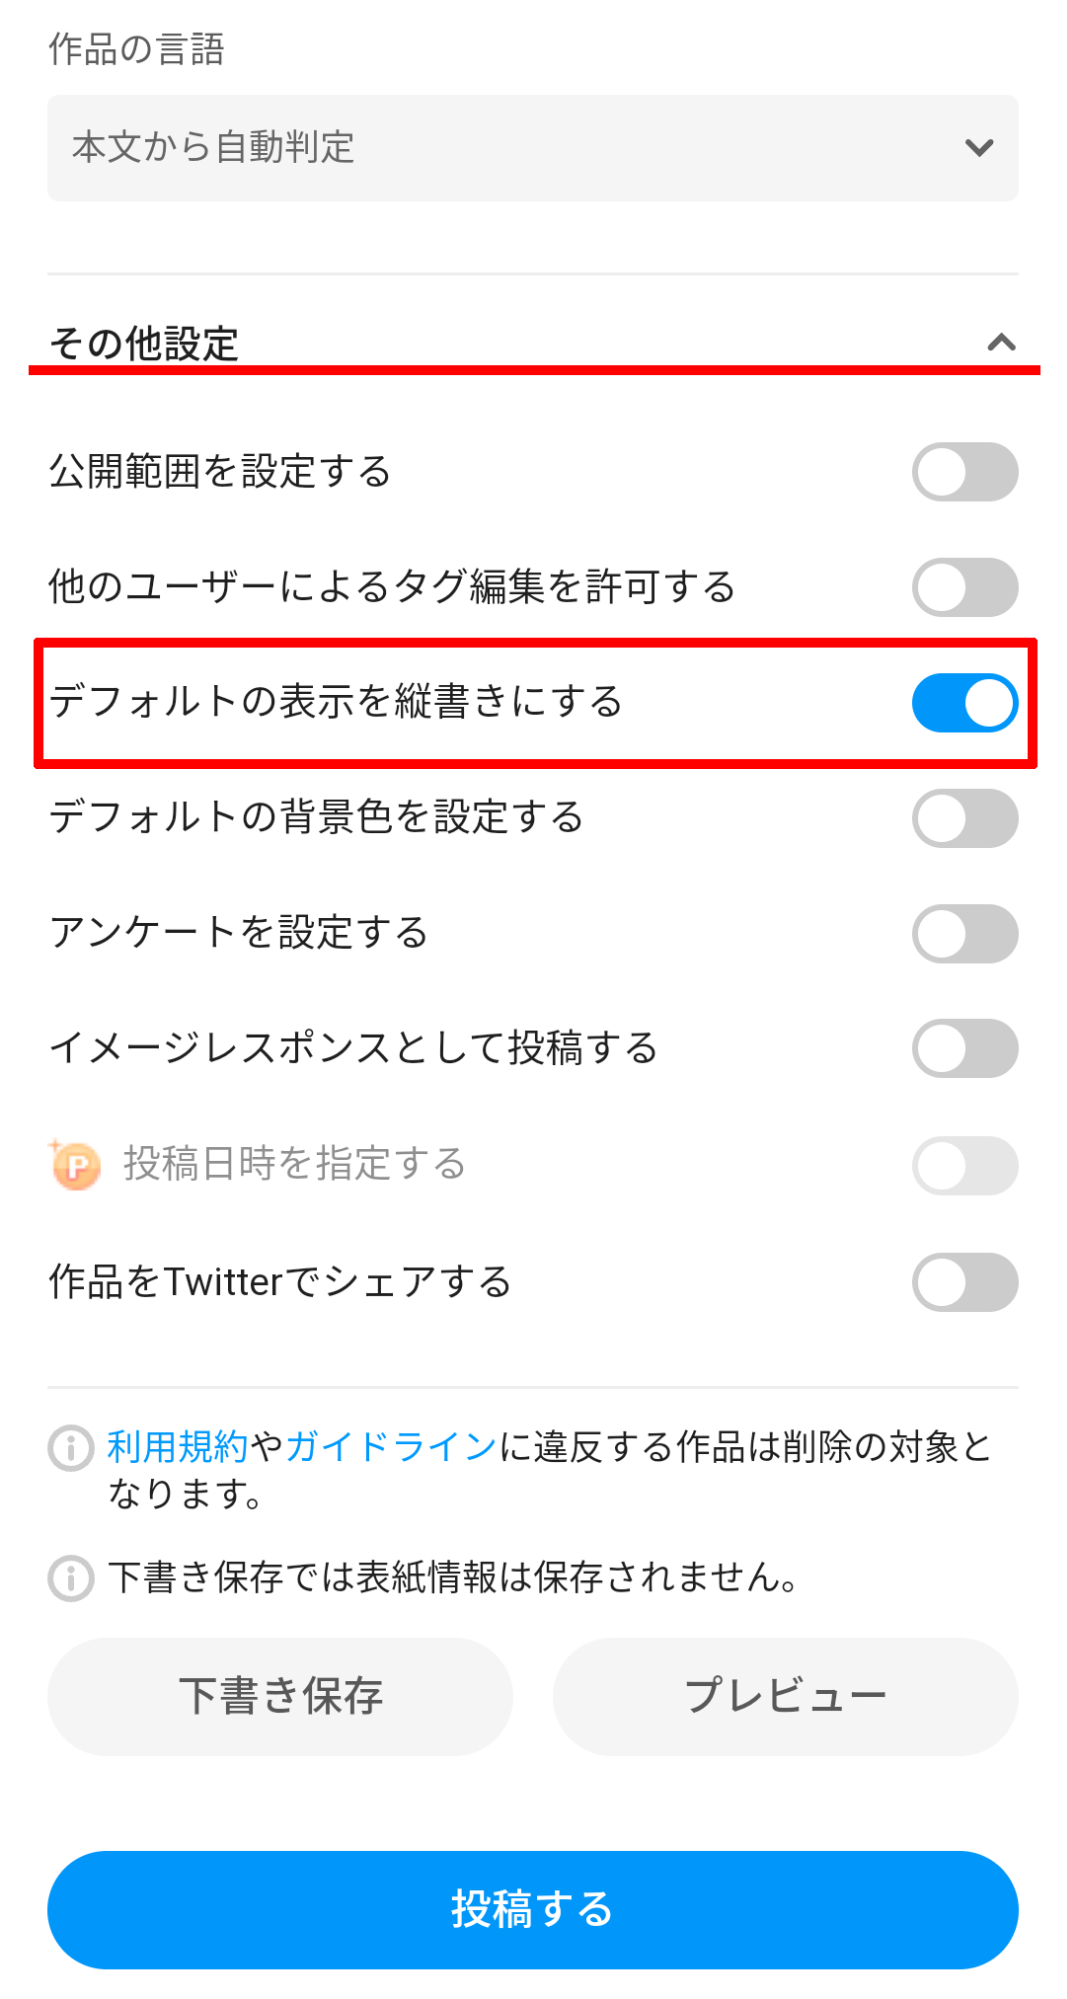 作品の言語
本文から自動判定
その他設定
公開範囲を設定する
他のユーザーによるタグ編集を許可する
デフォルトの表示を縦書きにする
デフォルトの背景色を設定する
アンケートを設定する
イメージレスポンスとして投稿する
P 投稿日時を指定する
作品をTwitterでシェアする
利用規約やガイドラインに違反する作品は削除の対象と
なります。
下書き保存では表紙情報は保存されません。
下書き保存 プレビュー
投稿する